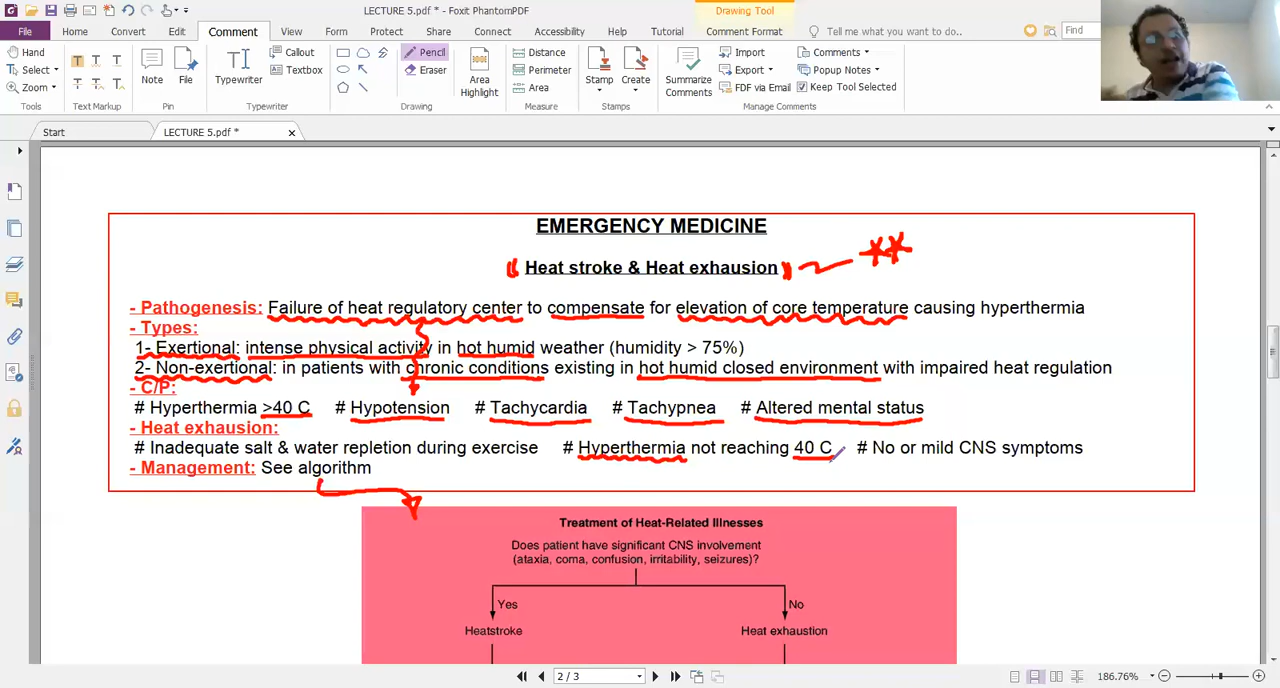 LECTURE 5.pdf * - Foxit PhantomPDF
Drawing Tool
File Home Convert Edit Comment View Form Protect Share Connect Accessibility Help Tutorial Comment Format Tell me what you want to do.. Find
Hand
Select
Zoom
Tools
T T T
T T T
Text Markup
Note
File
Pin
Typewriter
Callout
Textbox
Typewriter
Pencil
Eraser
Drawing
Area
Highlight
Distance
Perimeter
Area
Measure
Stamp
Create
Stamps
Summarize
Comments
Import
Export
FDF via Email
Comments
Popup Notes
Keep Tool Selected
Manage Comments
Start
LECTURE 5.pdf *
EMERGENCY MEDICINE
Heat stroke & Heat exhausion
- Pathogenesis: Failure of heat regulatory center to compensate for elevation of core temperature causing hyperthermia
- Types:
1- Exertional: intense physical activity in hot humid weather (humidity > 75%)
2- Non-exertional: in patients with chronic conditions existing in hot humid closed environment with impaired heat regulation
- C/P:
# Hyperthermia >40 C # Hypotension # Tachycardia # Tachypnea # Altered mental status
- Heat exhausion:
# Inadequate salt & water repletion during exercise # Hyperthermia not reaching 40 C # No or mild CNS symptoms
- Management: See algorithm
Treatment of Heat-Related Illnesses
Does patient have significant CNS involvement
(ataxia, coma, confusion, irritability, seizures)?
Yes
No
Heatstroke
Heat exhaustion
2 / 3
186.76%